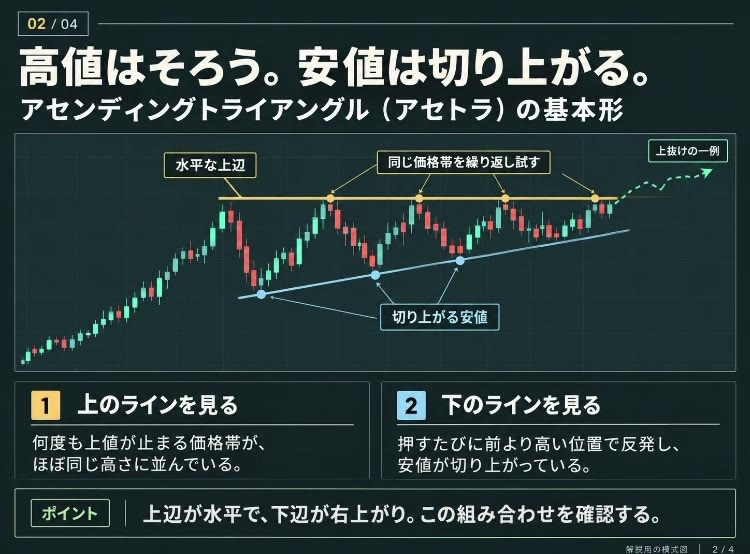 02 / 04
高値はそろう。安値は切り上がる。
アセンディングトライアングル（アセトラ）の基本形
水平な上辺
同じ価格帯を繰り返し試す
上抜けの一例
切り上がる安値
1 上のラインを見る
何度も上値が止まる価格帯が、
ほぼ同じ高さに並んでいる。
2 下のラインを見る
押すたびに前より高い位置で反発し、
安値が切り上がっている。
ポイント 上辺が水平で、下辺が右上がり。この組み合わせを確認する。
解説用の模式図 | 2 / 4